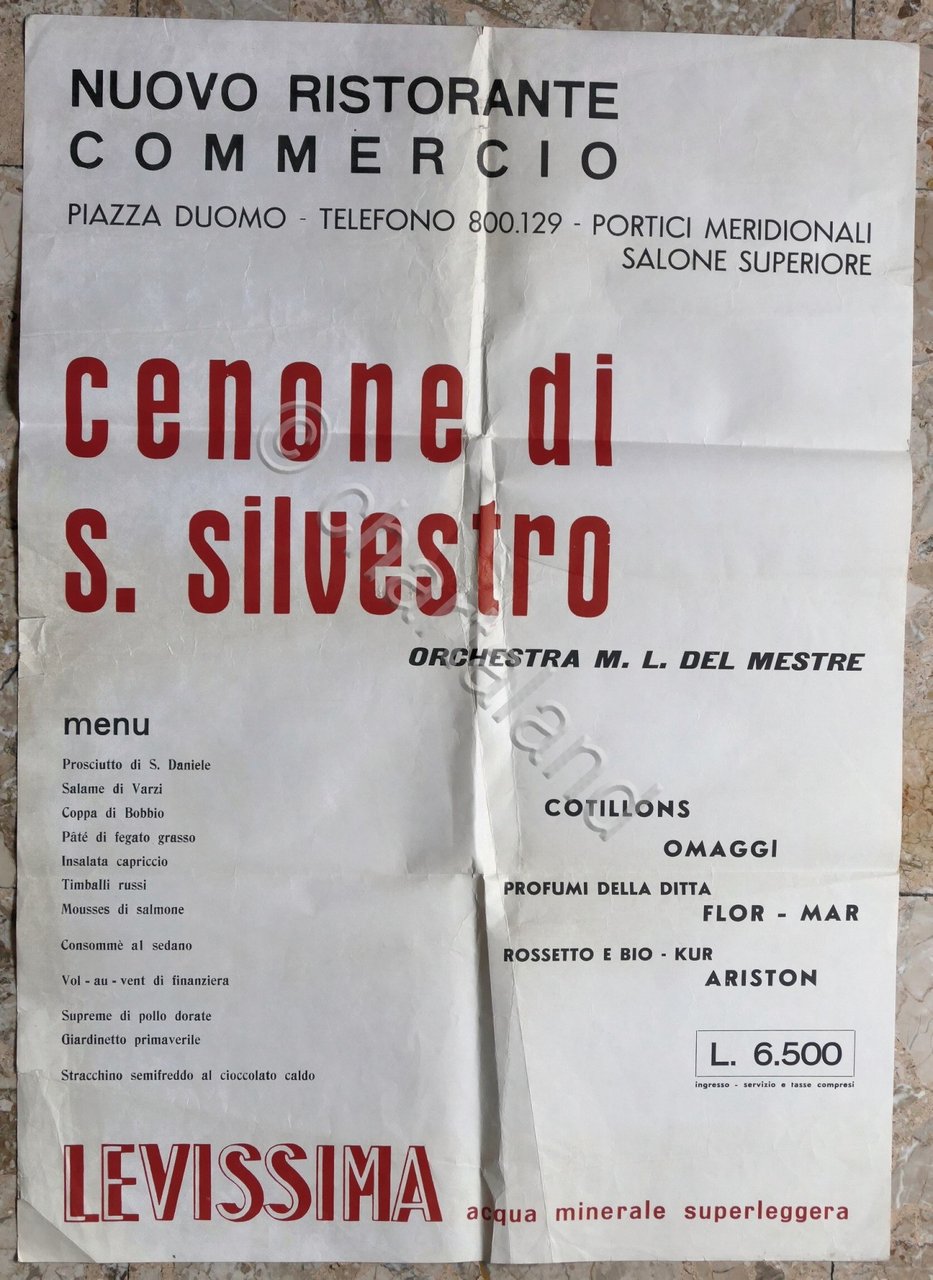 NUOVO RISTORANTE
COMMERCIO
PIAZZA DUOMO - TELEFONO 800.129 - PORTICI MERIDIONALI
SALONE SUPERIORE
cenone di
s. silvestro
© chartaland
ORCHESTRA M. L. DEL MESTRE
menu
Prosciutto di S. Daniele
Salame di Varzi
Coppa di Bobbio
Pâté di fegato grasso
Insalata capriccio
Timballi russi
Mousses di salmone
Consommè al sedano
Vol - au - vent di finanziera
Supreme di pollo dorate
Giardinetto primaverile
Stracchino semifreddo al cioccolato caldo
COTILLONS
OMAGGI
PROFUMI DELLA DITTA
FLOR - MAR
ROSSETTO E BIO - KUR
ARISTON
L. 6.500
ingresso - servizio e tasse compresi
LEVISSIMA acqua minerale superleggera